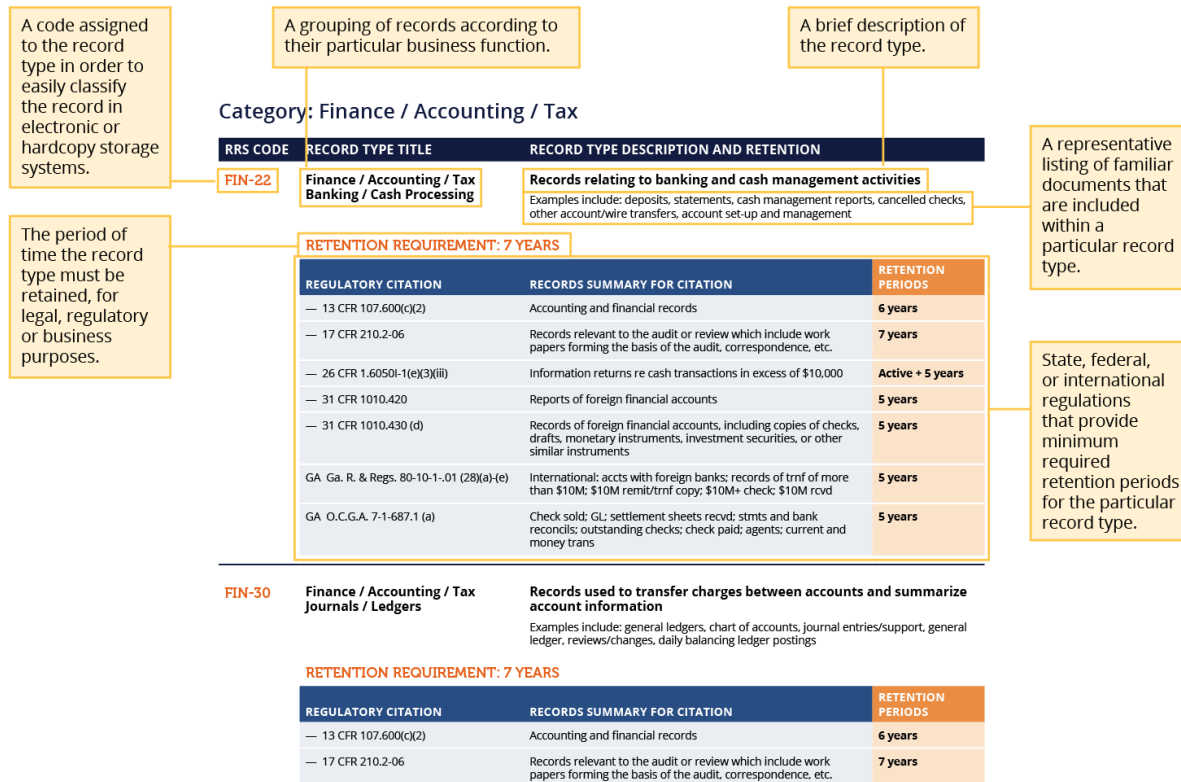 A code assigned
to the record
type in order to
easily classify
the record in
electronic or
hardcopy storage
systems.
A grouping of records according to
their particular business function.
A brief description of
the record type.
Category: Finance / Accounting / Tax
RRS CODE RECORD TYPE TITLE RECORD TYPE DESCRIPTION AND RETENTION
FIN-22
Finance / Accounting / Tax
Banking / Cash Processing
Records relating to banking and cash management activities
Examples include: deposits, statements, cash management reports, cancelled checks,
other account/wire transfers, account set-up and management
A representative
listing of familiar
documents that
are included
within a
particular record
type.
The period of
time the record
type must be
retained, for
legal, regulatory
or business
purposes.
RETENTION REQUIREMENT: 7 YEARS
REGULATORY CITATION RECORDS SUMMARY FOR CITATION RETENTION
PERIODS
— 13 CFR 107.600(c)(2) Accounting and financial records 6 years
— 17 CFR 210.2-06 Records relevant to the audit or review which include work 7 years
papers forming the basis of the audit, correspondence, etc.
— 26 CFR 1.6050I-1(e)(3)(iii) Information returns re cash transactions in excess of $10,000 Active + 5 years
— 31 CFR 1010.420 Reports of foreign financial accounts 5 years
— 31 CFR 1010.430 (d) Records of foreign financial accounts, including copies of checks, 5 years
drafts, monetary instruments, investment securities, or other
similar instruments
GA Ga. R. & Regs. 80-10-1-.01 (28)(a)-(e) International: accts with foreign banks; records of trnf of more 5 years
than $10M; $10M remit/trnf copy; $10M+ check; $10M rcvd
GA O.C.G.A. 7-1-687.1 (a) Check sold; GL; settlement sheets recvd; stmts and bank 5 years
reconcils; outstanding checks; check paid; agents; current and
money trans
State, federal,
or international
regulations
that provide
minimum
required
retention periods
for the particular
record type.
FIN-30
Finance / Accounting / Tax
Journals / Ledgers
Records used to transfer charges between accounts and summarize
account information
Examples include: general ledgers, chart of accounts, journal entries/support, general
ledger, reviews/changes, daily balancing ledger postings
RETENTION REQUIREMENT: 7 YEARS
REGULATORY CITATION RECORDS SUMMARY FOR CITATION RETENTION
PERIODS
— 13 CFR 107.600(c)(2) Accounting and financial records 6 years
— 17 CFR 210.2-06 Records relevant to the audit or review which include work 7 years
papers forming the basis of the audit, correspondence, etc.